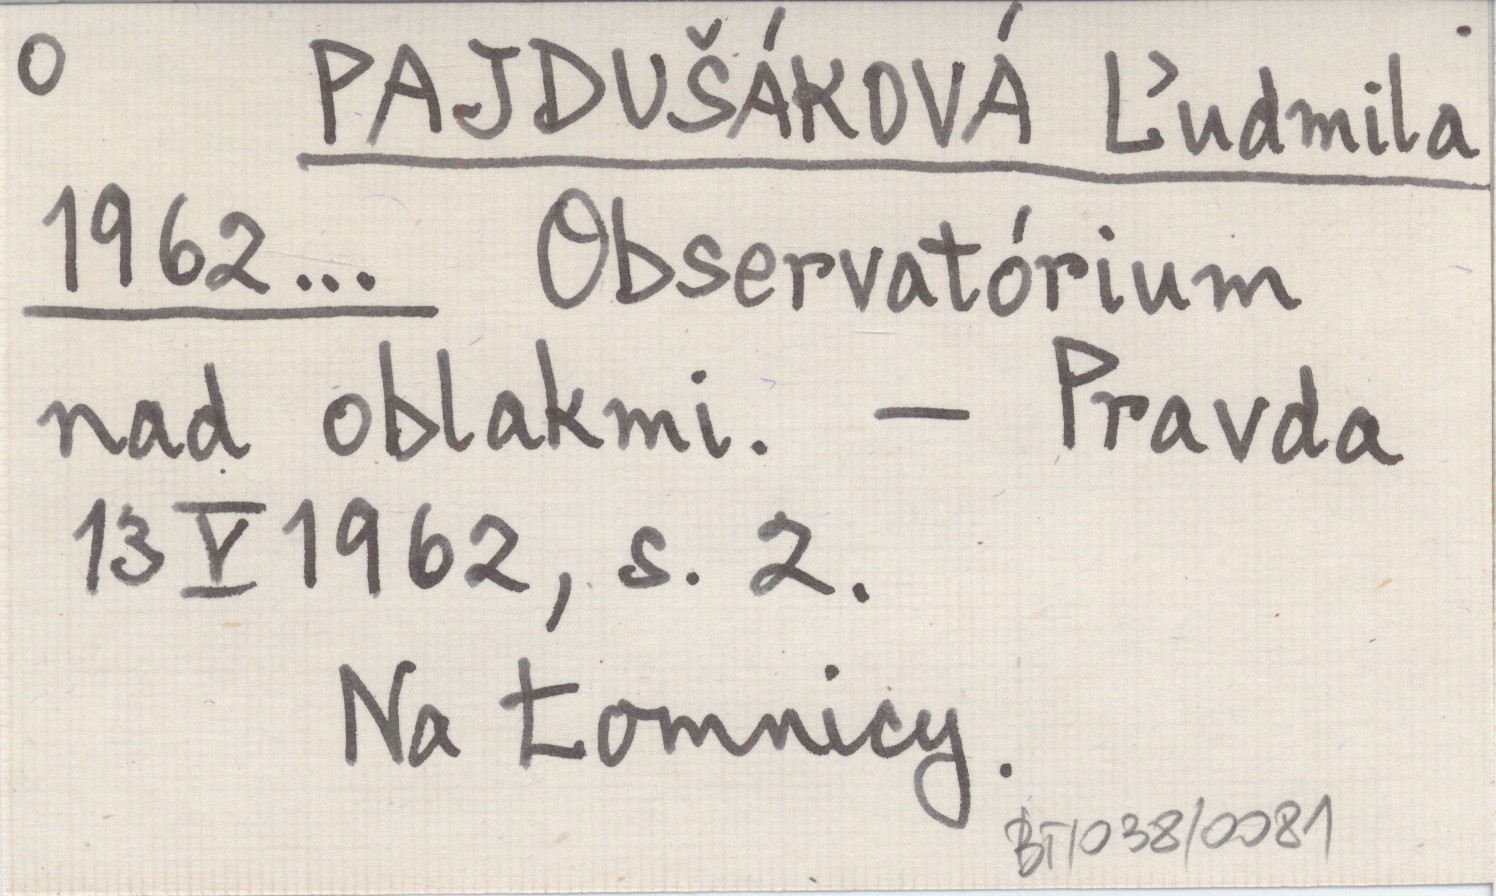 O PAJDUŠÁKOVÁ Ľudmila
1962... Observatórium
nad oblakmi. — Pravda
13 V 1962, s. 2.
Na Łomnicy.
BT/038/0081